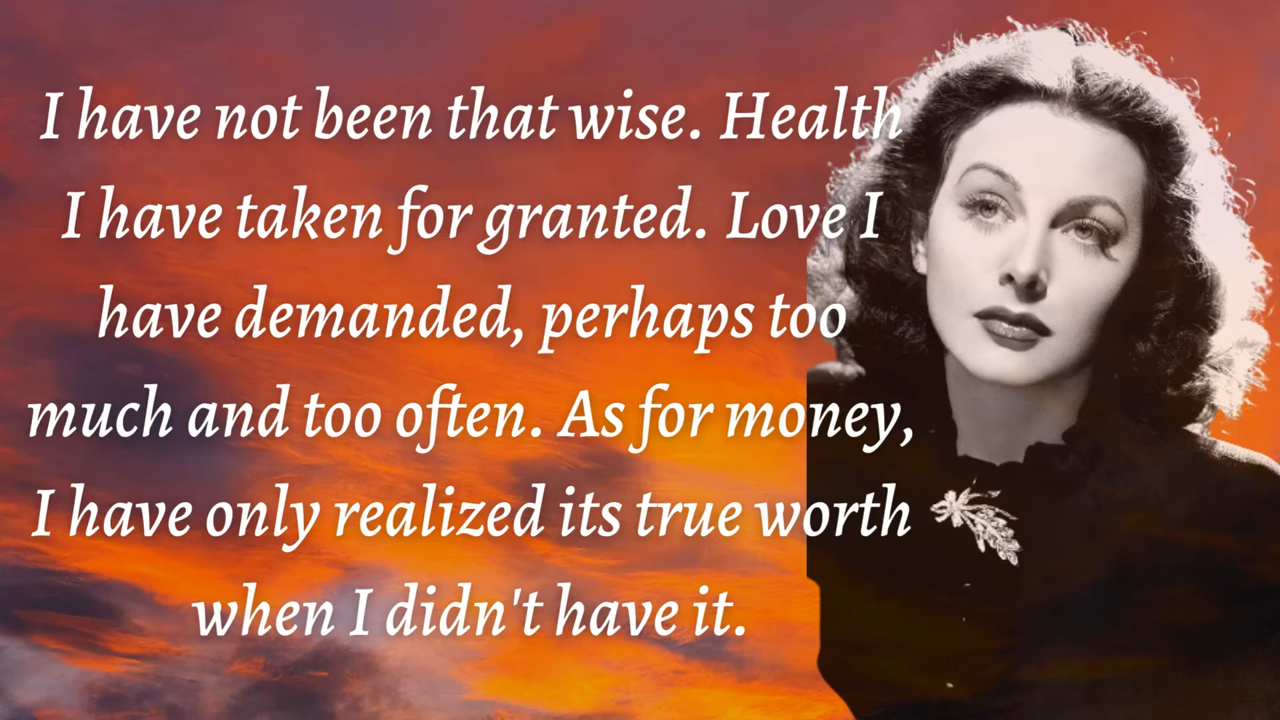 I have not been that wise. Health
I have taken for granted. Love I
have demanded, perhaps too
much and too often. As for money,
I have only realized its true worth
when I didn't have it.